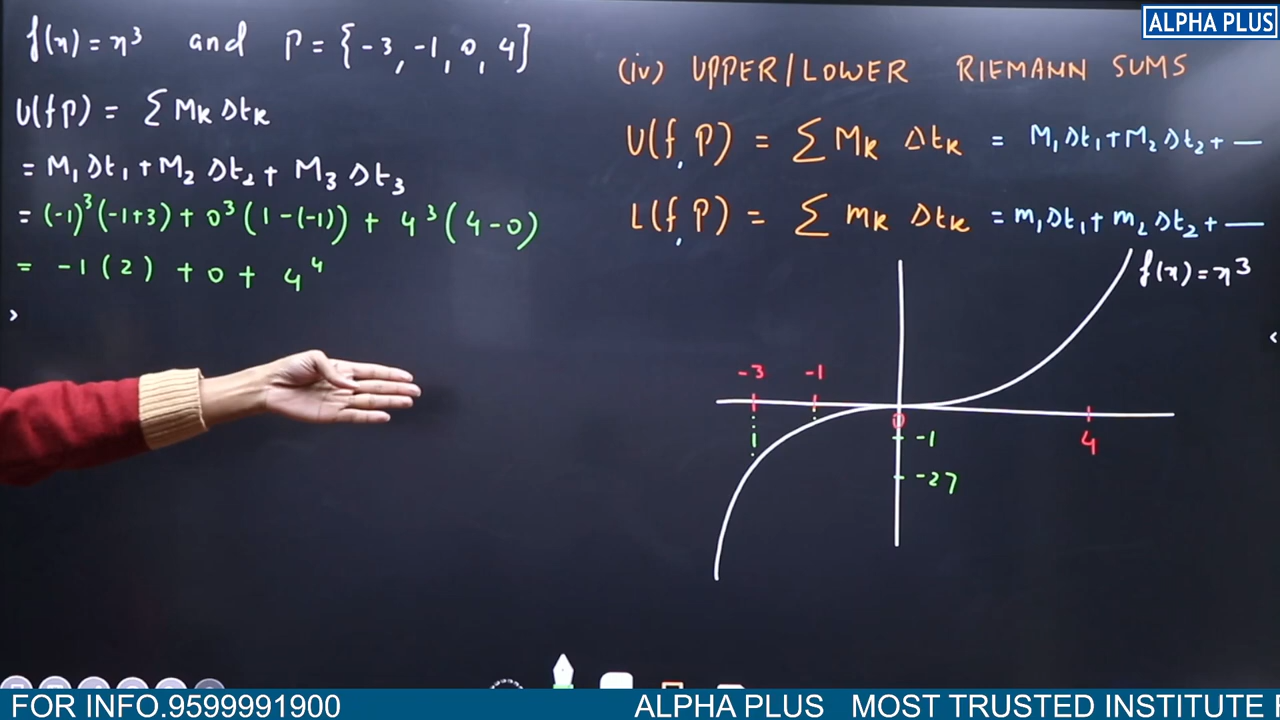 ALPHA PLUS
f(x) = x³ and P = {-3, -1, 0, 4]
U(fP) = Σ Mk Δtk
= M₁ Δt₁ + M₂ Δt₂ + M₃ Δt₃
= (-1)³(-1+3) + 0³(1-(-1)) + 4³(4-0)
= -1(2) + 0 + 4⁴
(iv) UPPER/LOWER RIEMANN SUMS
U(f,P) = Σ Mk Δtk = M₁Δt₁+M₂Δt₂+—
L(f,P) = Σ mk Δtk = m₁Δt₁+m₂Δt₂+—
f(x)=x³
-3 -1
0
4
1
-1
-27
FOR INFO.9599991900 ALPHA PLUS MOST TRUSTED INSTITUTE